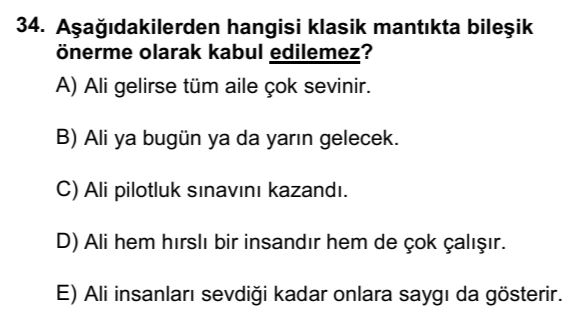 34. Aşağıdakilerden hangisi klasik mantıkta bileşik
önerme olarak kabul edilemez?
A) Ali gelirse tüm aile çok sevinir.
B) Ali ya bugün ya da yarın gelecek.
C) Ali pilotluk sınavını kazandı.
D) Ali hem hırslı bir insandır hem de çok çalışır.
E) Ali insanları sevdiği kadar onlara saygı da gösterir.